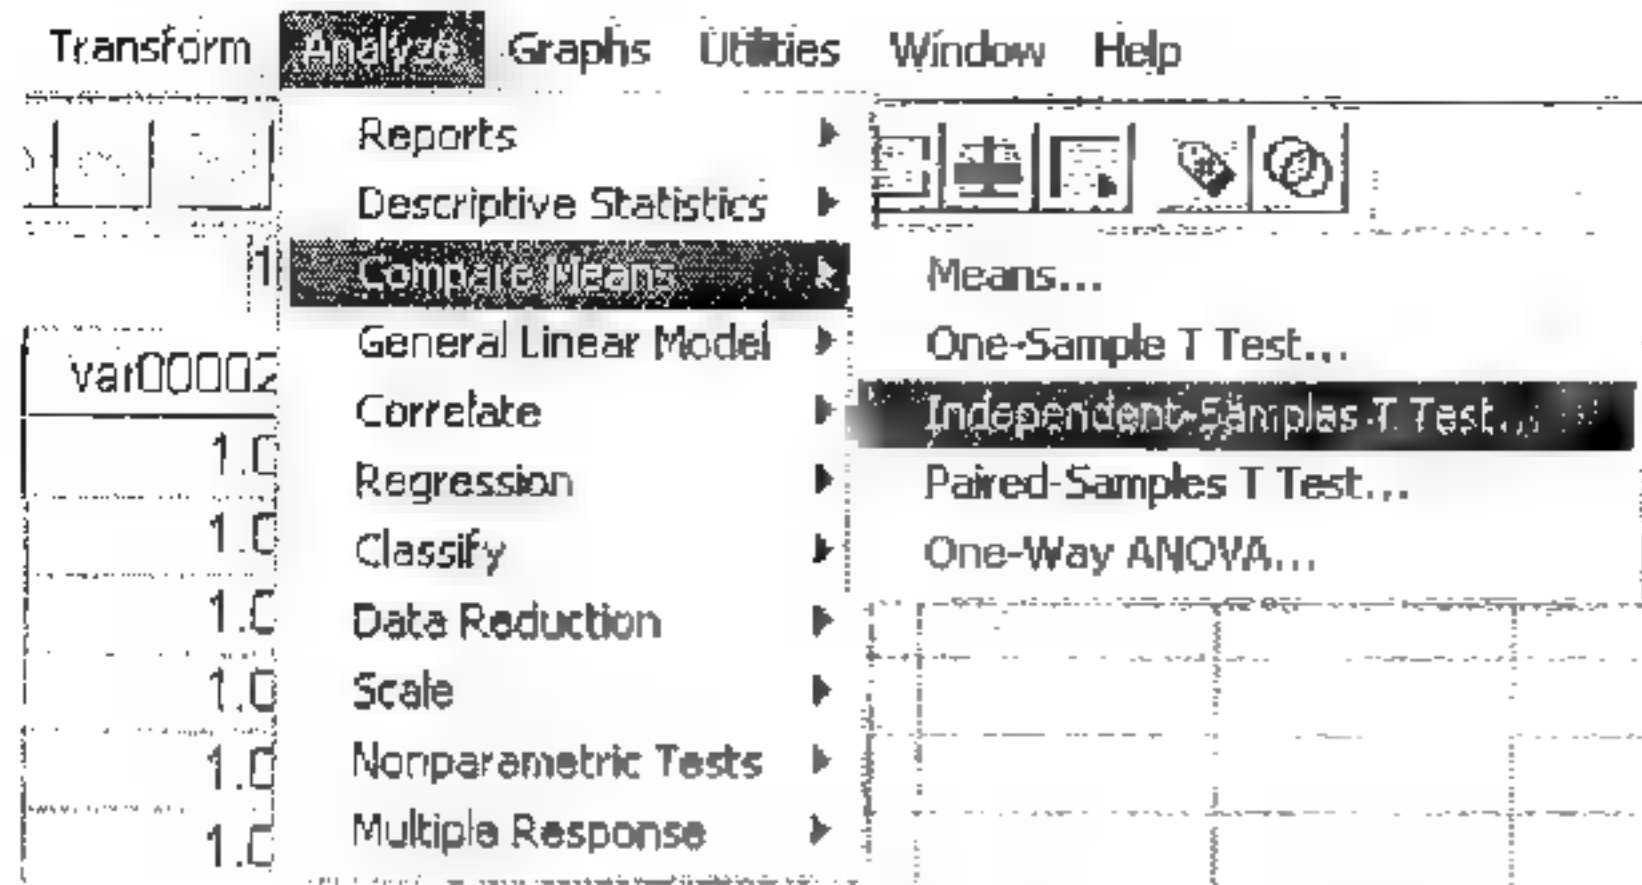 Transform Analyze Graphs Utilities Window Help
Reports
Descriptive Statistics
1
Compare Means
Means...
General Linear Model
One-Sample T Test...
var00002
Correlate
Independent-Samples T Test...
1.0
Regression
Paired-Samples T Test...
1.0
Classify
One-Way ANOVA...
1.0
Data Reduction
1.0
Scale
1.0
Nonparametric Tests
1.0
Multiple Response